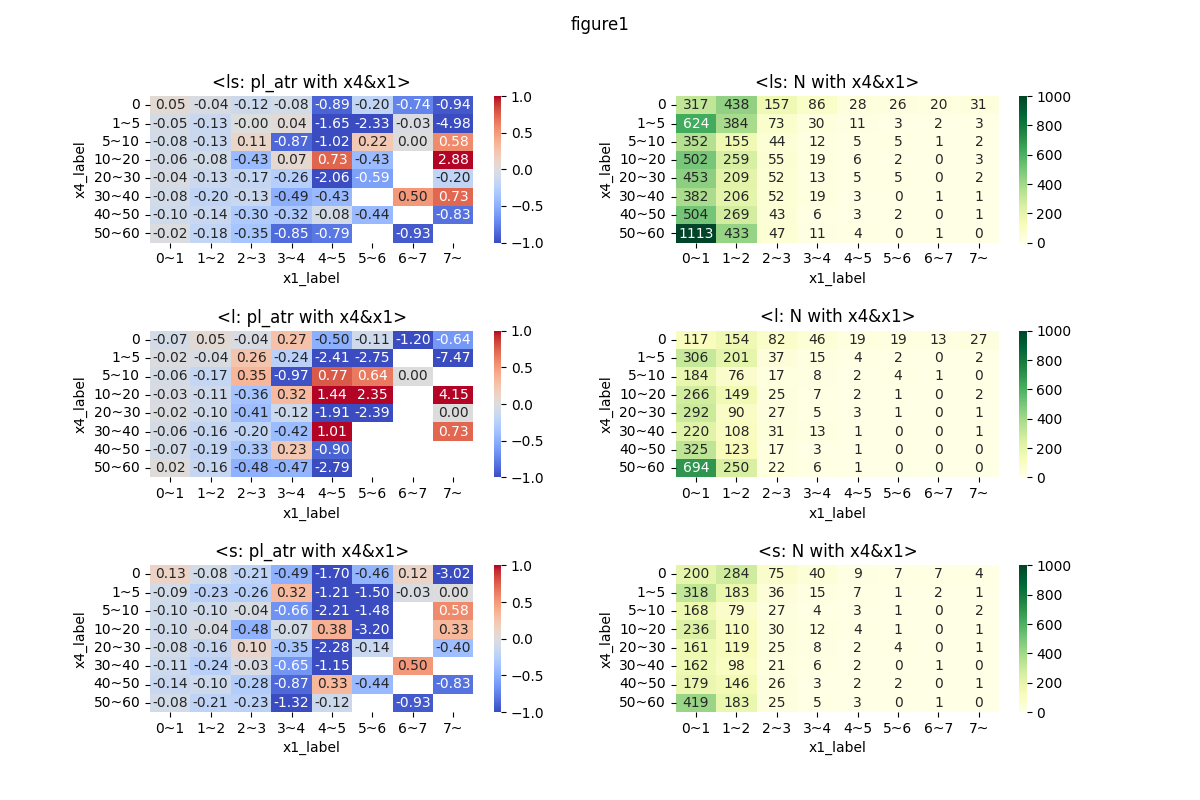 figure1
<ls: pl_atr with x4&x1>
x4_label
0 0.05 -0.04 -0.12 -0.08 -0.89 -0.20 -0.74 -0.94
1~5 -0.05 -0.13 -0.00 0.04 -1.65 -2.33 -0.03 -4.98
5~10 -0.08 -0.13 0.11 -0.87 -1.02 0.22 0.00 0.58
10~20 -0.06 -0.08 -0.43 0.07 0.73 -0.43 2.88
20~30 -0.04 -0.13 -0.17 -0.26 -2.06 -0.59 -0.20
30~40 -0.08 -0.20 -0.13 -0.49 -0.43 0.50 0.73
40~50 -0.10 -0.14 -0.30 -0.32 -0.08 -0.44 -0.83
50~60 -0.02 -0.18 -0.35 -0.85 -0.79 -0.93
0~1 1~2 2~3 3~4 4~5 5~6 6~7 7~
x1_label
1.0
0.5
0.0
−0.5
−1.0
<ls: N with x4&x1>
x4_label
0 317 438 157 86 28 26 20 31
1~5 624 384 73 30 11 3 2 3
5~10 352 155 44 12 5 5 1 2
10~20 502 259 55 19 6 2 0 3
20~30 453 209 52 13 5 5 0 2
30~40 382 206 52 19 3 0 1 1
40~50 504 269 43 6 3 2 0 1
50~60 1113 433 47 11 4 0 1 0
0~1 1~2 2~3 3~4 4~5 5~6 6~7 7~
x1_label
1000
800
600
400
200
0
<l: pl_atr with x4&x1>
x4_label
0 -0.07 0.05 -0.04 0.27 -0.50 -0.11 -1.20 -0.64
1~5 -0.02 -0.04 0.26 -0.24 -2.41 -2.75 -7.47
5~10 -0.06 -0.17 0.35 -0.97 0.77 0.64 0.00
10~20 -0.03 -0.11 -0.36 0.32 1.44 2.35 4.15
20~30 -0.02 -0.10 -0.41 -0.12 -1.91 -2.39 0.00
30~40 -0.06 -0.16 -0.20 -0.42 1.01 0.73
40~50 -0.07 -0.19 -0.33 0.23 -0.90
50~60 0.02 -0.16 -0.48 -0.47 -2.79
0~1 1~2 2~3 3~4 4~5 5~6 6~7 7~
x1_label
1.0
0.5
0.0
−0.5
−1.0
<l: N with x4&x1>
x4_label
0 117 154 82 46 19 19 13 27
1~5 306 201 37 15 4 2 0 2
5~10 184 76 17 8 2 4 1 0
10~20 266 149 25 7 2 1 0 2
20~30 292 90 27 5 3 1 0 1
30~40 220 108 31 13 1 0 0 1
40~50 325 123 17 3 1 0 0 0
50~60 694 250 22 6 1 0 0 0
0~1 1~2 2~3 3~4 4~5 5~6 6~7 7~
x1_label
1000
800
600
400
200
0
<s: pl_atr with x4&x1>
x4_label
0 0.13 -0.08 -0.21 -0.49 -1.70 -0.46 0.12 -3.02
1~5 -0.09 -0.23 -0.26 0.32 -1.21 -1.50 -0.03 0.00
5~10 -0.10 -0.10 -0.04 -0.66 -2.21 -1.48 0.58
10~20 -0.10 -0.04 -0.48 -0.07 0.38 -3.20 0.33
20~30 -0.08 -0.16 0.10 -0.35 -2.28 -0.14 -0.40
30~40 -0.11 -0.24 -0.03 -0.65 -1.15 0.50
40~50 -0.14 -0.10 -0.28 -0.87 0.33 -0.44 -0.83
50~60 -0.08 -0.21 -0.23 -1.32 -0.12 -0.93
0~1 1~2 2~3 3~4 4~5 5~6 6~7 7~
x1_label
1.0
0.5
0.0
−0.5
−1.0
<s: N with x4&x1>
x4_label
0 200 284 75 40 9 7 7 4
1~5 318 183 36 15 7 1 2 1
5~10 168 79 27 4 3 1 0 2
10~20 236 110 30 12 4 1 0 1
20~30 161 119 25 8 2 4 0 1
30~40 162 98 21 6 2 0 1 0
40~50 179 146 26 3 2 2 0 1
50~60 419 183 25 5 3 0 1 0
0~1 1~2 2~3 3~4 4~5 5~6 6~7 7~
x1_label
1000
800
600
400
200
0